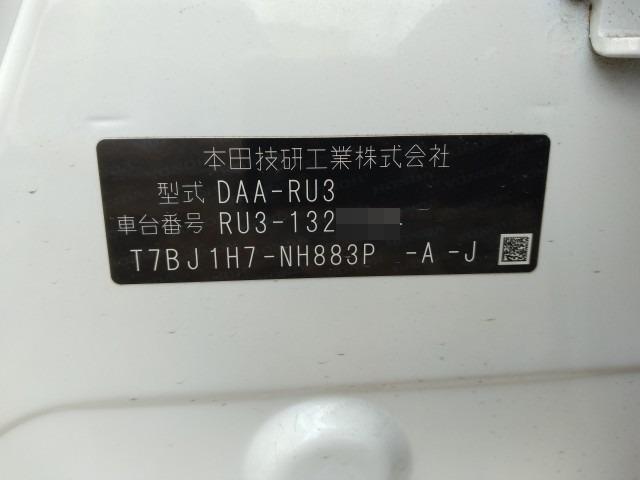 本田技研工業株式会社
型式 DAA-RU3
車台番号 RU3-132
T7BJ1H7-NH883P -A -J